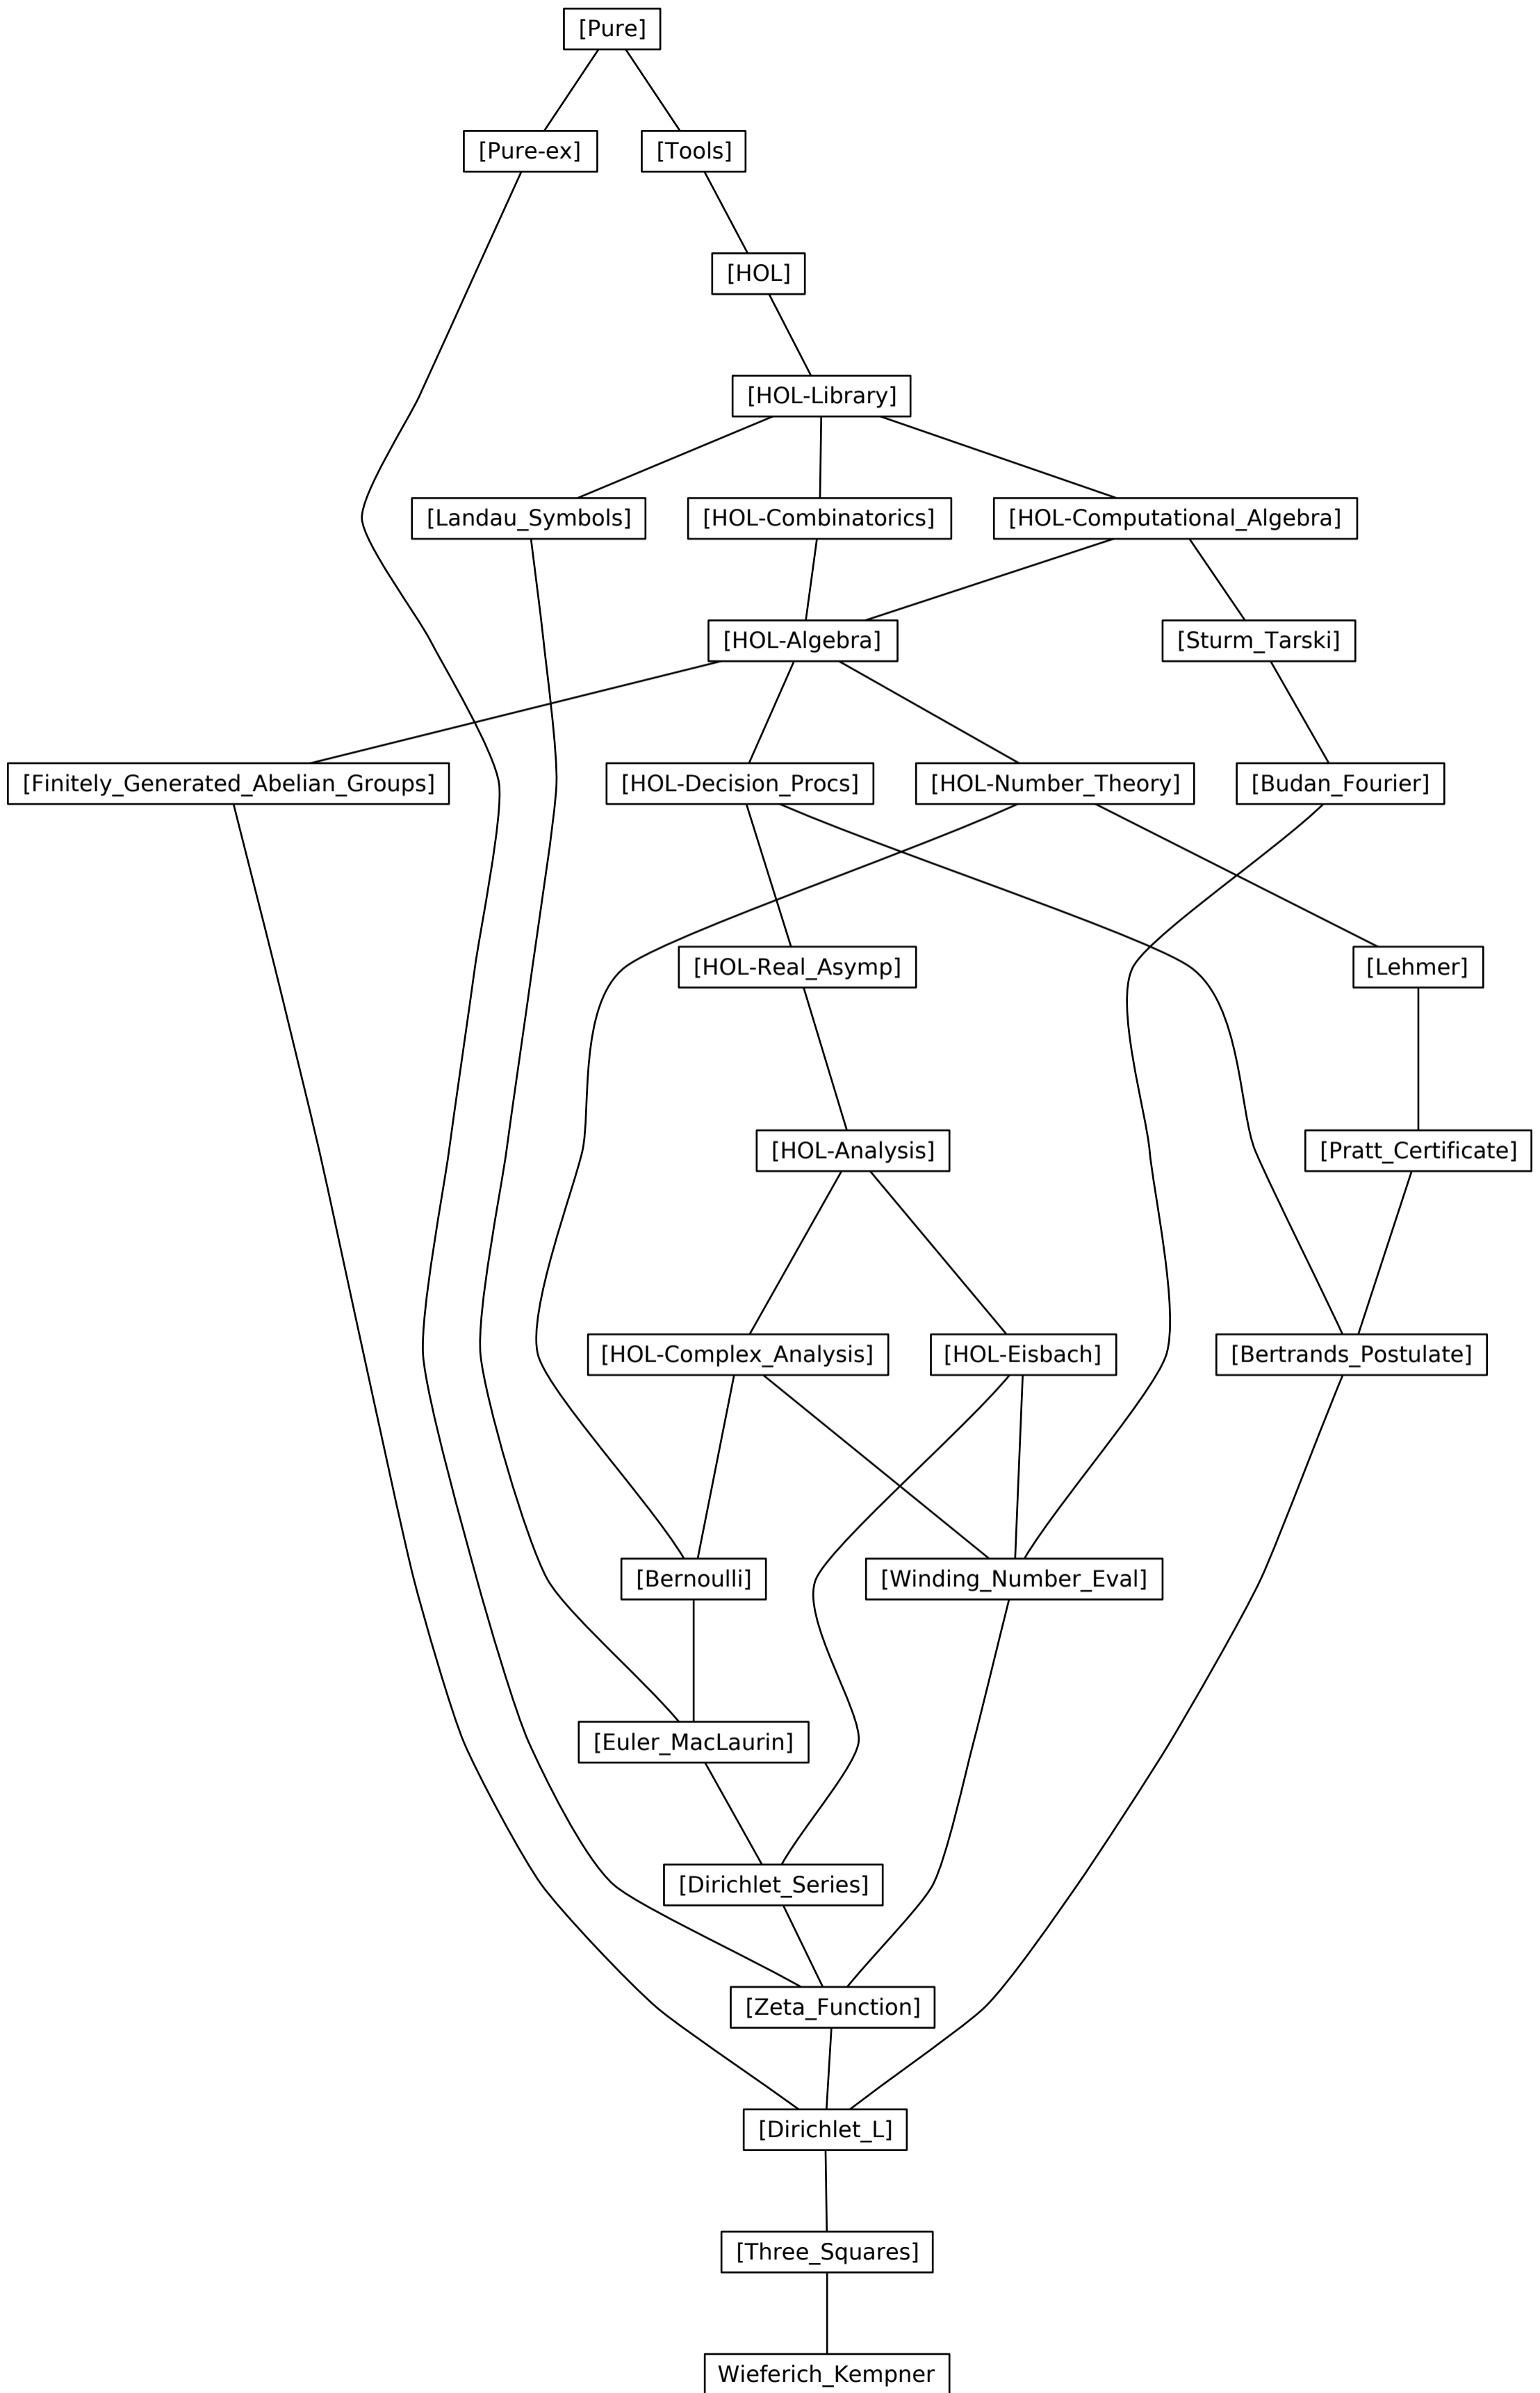 [Pure]
[Pure-ex]
[Tools]
[HOL]
[HOL-Library]
[Landau_Symbols]
[HOL-Combinatorics]
[HOL-Computational_Algebra]
[HOL-Algebra]
[Sturm_Tarski]
[Finitely_Generated_Abelian_Groups]
[HOL-Decision_Procs]
[HOL-Number_Theory]
[Budan_Fourier]
[HOL-Real_Asymp]
[Lehmer]
[HOL-Analysis]
[Pratt_Certificate]
[HOL-Complex_Analysis]
[HOL-Eisbach]
[Bertrands_Postulate]
[Bernoulli]
[Winding_Number_Eval]
[Euler_MacLaurin]
[Dirichlet_Series]
[Zeta_Function]
[Dirichlet_L]
[Three_Squares]
Wieferich_Kempner